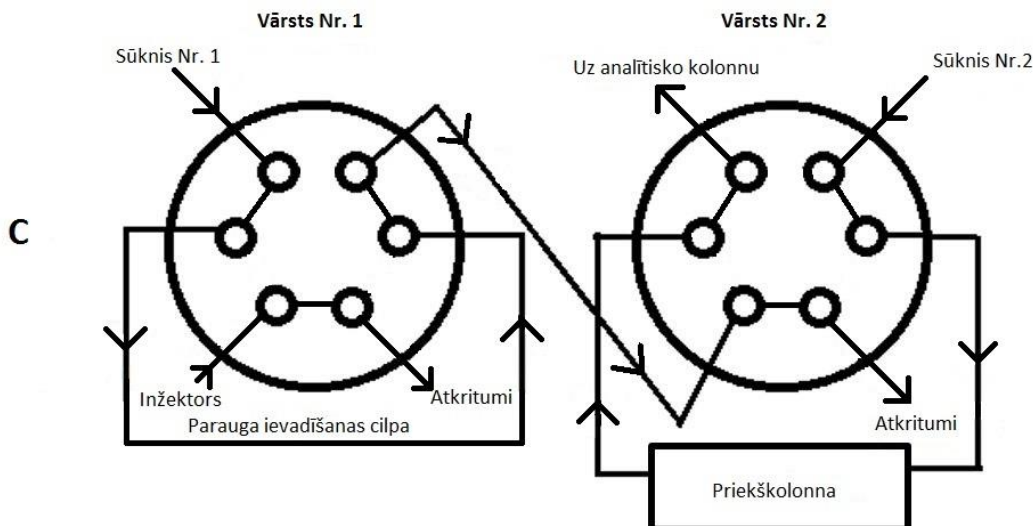 Vārsts Nr. 1
Vārsts Nr. 2
Sūknis Nr. 1
Uz analītisko kolonnu
Sūknis Nr.2
C
Inžektors
Atkritumi
Parauga ievadīšanas cilpa
Atkritumi
Priekškolonna